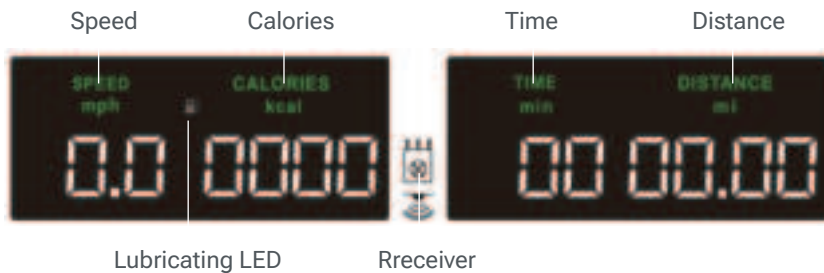 Speed Calories Time Distance
SPEED CALORIES TIME DISTANCE
mph kcal min mi
0.0 0000 00 00.00
Lubricating LED Rreceiver